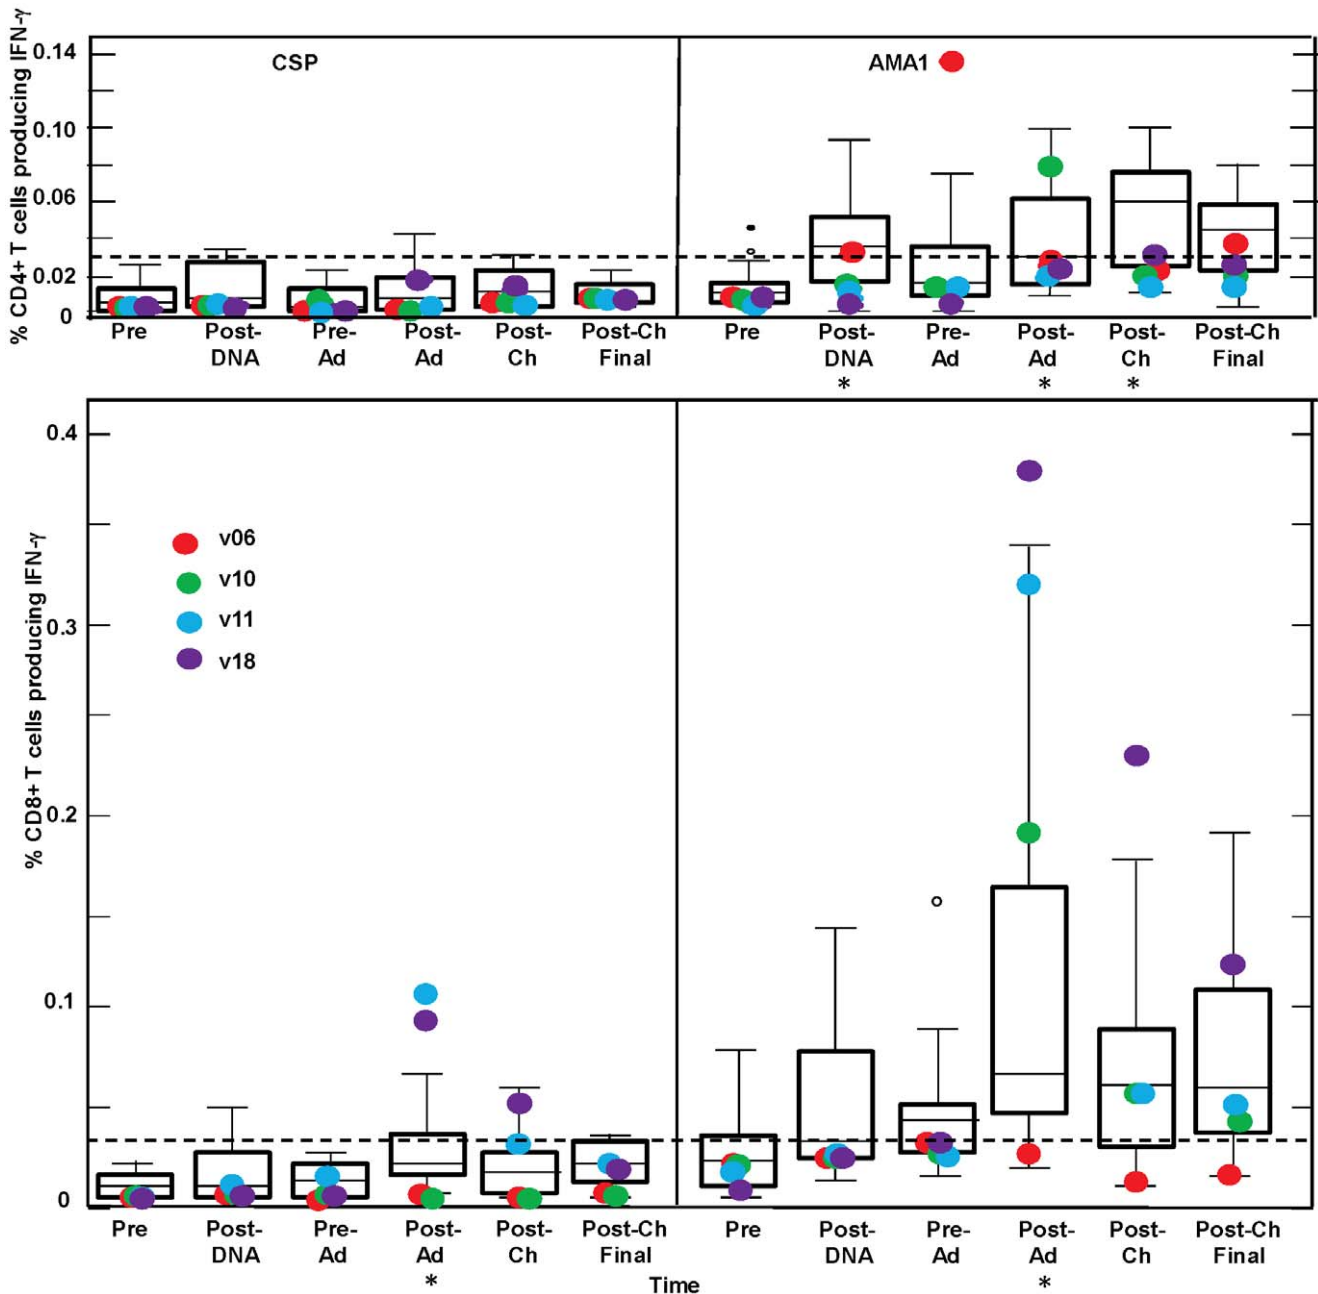 % CD4+ T cells producing IFN-γ
0.14
0.10
0.06
0.02
0
CSP
AMA1
Pre Post-DNA Pre-Ad Post-Ad Post-Ch Post-Ch Final
Pre Post-DNA Pre-Ad Post-Ad Post-Ch Post-Ch Final
* * *
% CD8+ T cells producing IFN-γ
0.4
0.3
0.2
0.1
0
v06
v10
v11
v18
Pre Post-DNA Pre-Ad Post-Ad Post-Ch Post-Ch Final
Pre Post-DNA Pre-Ad Post-Ad Post-Ch Post-Ch Final
* *
Time